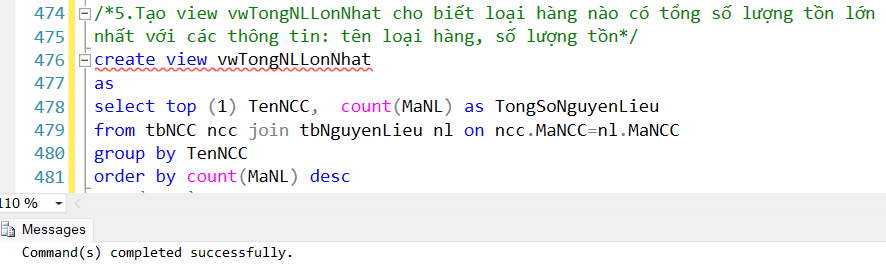 474 /*5.Tạo view vwTongNLLonNhat cho biết loại hàng nào có tổng số lượng tồn lớn
475 nhất với các thông tin: tên loại hàng, số lượng tồn*/
476 create view vwTongNLLonNhat
477 as
478 select top (1) TenNCC,  count(MaNL) as TongSoNguyenLieu
479 from tbNCC ncc join tbNguyenLieu nl on ncc.MaNCC=nl.MaNCC
480 group by TenNCC
481 order by count(MaNL) desc
110 %
Messages
Command(s) completed successfully.